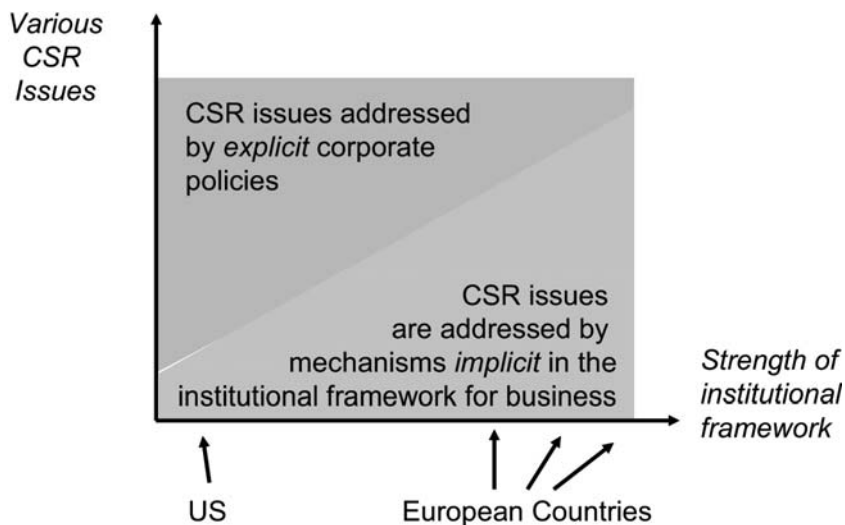 Various
CSR
Issues
CSR issues addressed
by explicit corporate
policies
CSR issues
are addressed by
mechanisms implicit in the
institutional framework for business
Strength of
institutional
framework
US
European Countries